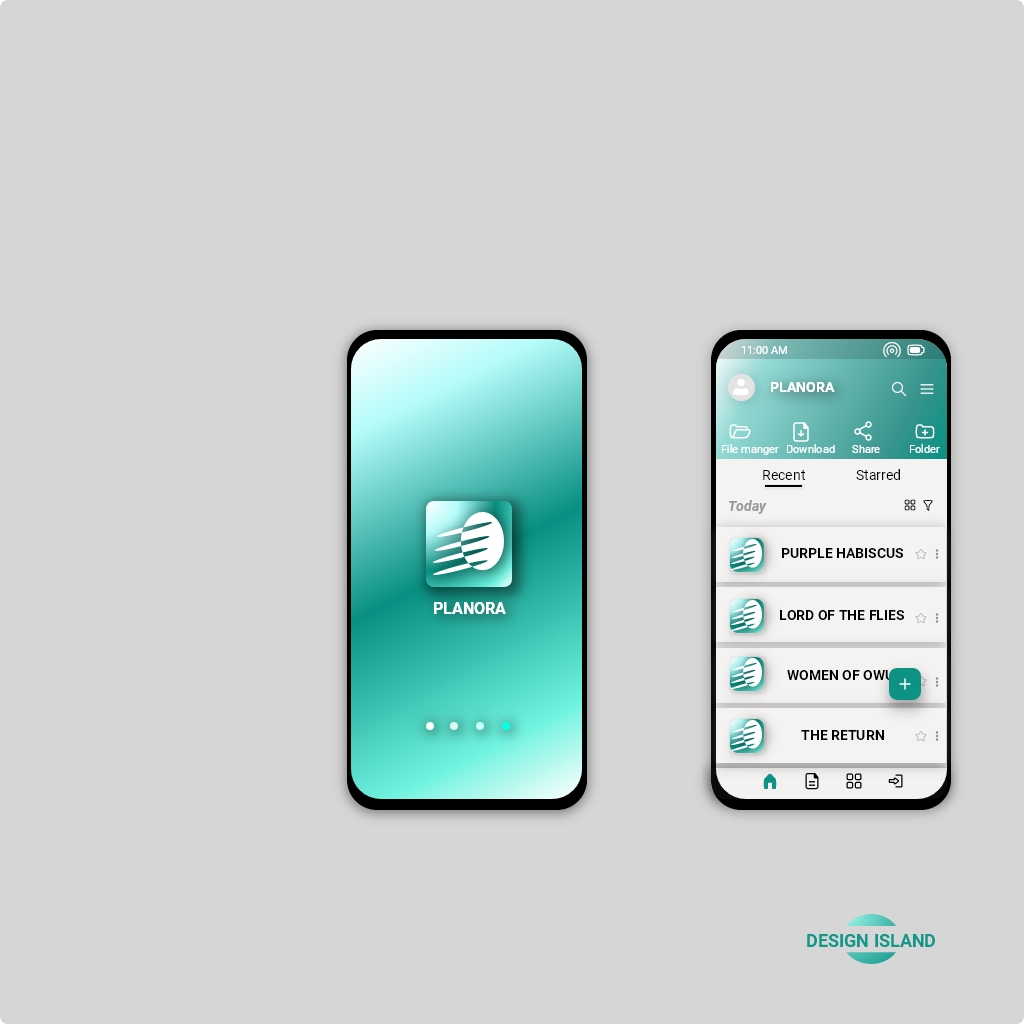 PLANORA
11:00 AM
PLANORA
File manger Download Share Folder
Recent Starred
Today
PURPLE HABISCUS
LORD OF THE FLIES
WOMEN OF
THE RETURN
DESIGN ISLAND